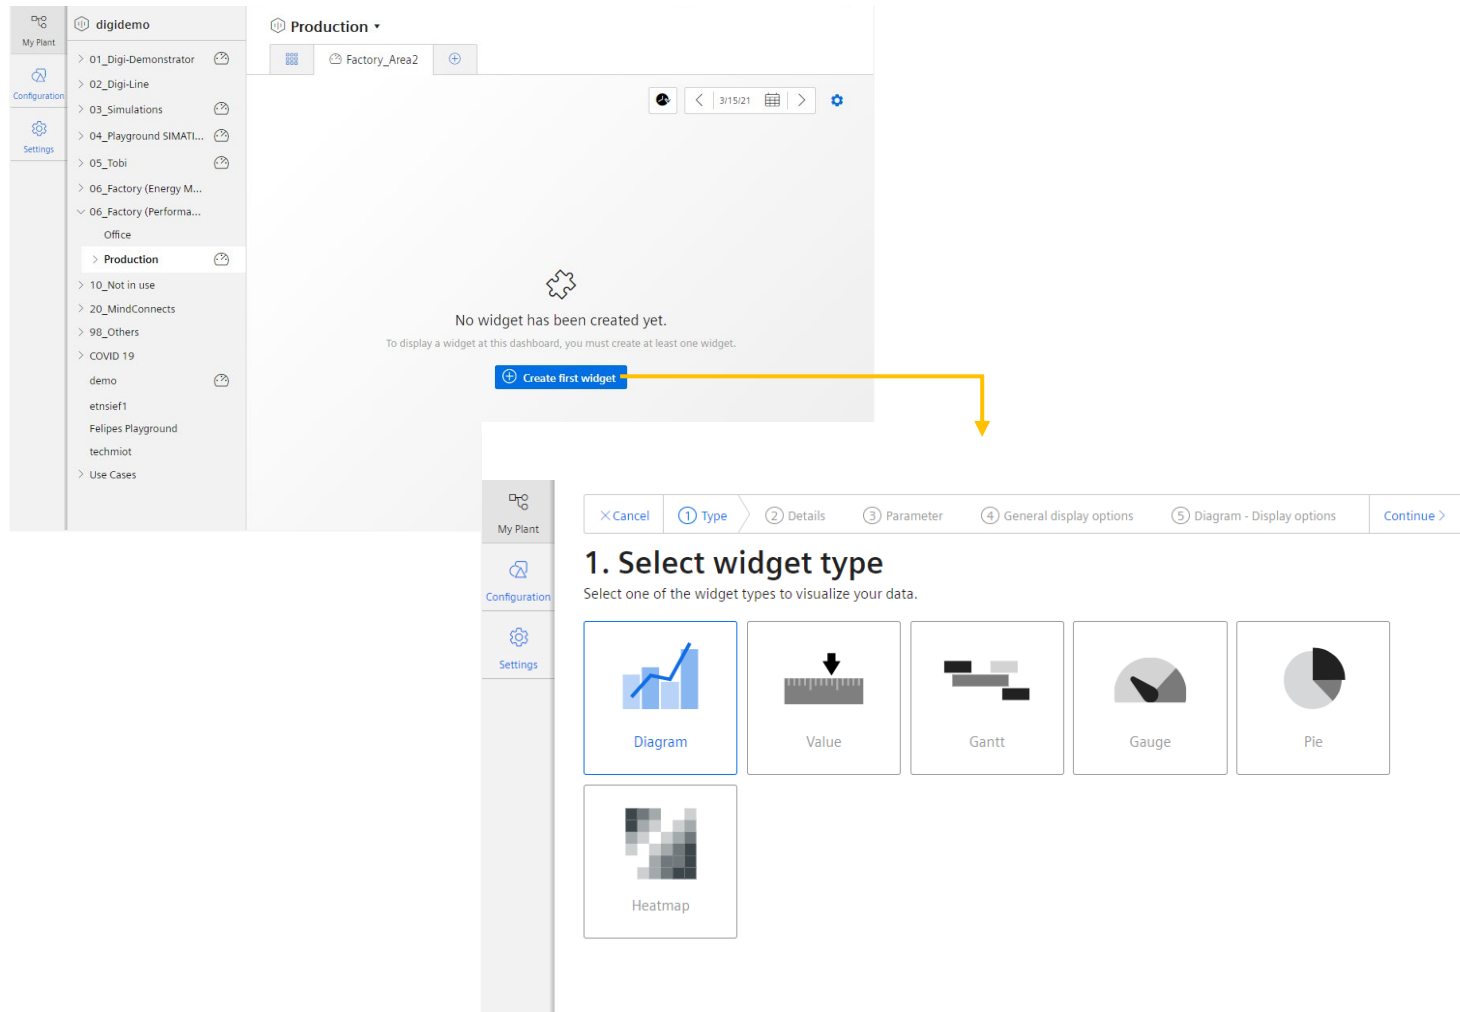 My Plant
Configuration
Settings
digidemo
01_Digi-Demonstrator
02_Digi-Line
03_Simulations
04_Playground SIMATI...
05_Tobi
06_Factory (Energy M...
06_Factory (Performa...
Office
Production
10_Not in use
20_MindConnects
98_Others
COVID 19
demo
etnsief1
Felipes Playground
techmiot
Use Cases
Production
Factory_Area2
3/15/21
No widget has been created yet.
To display a widget at this dashboard, you must create at least one widget.
Create first widget
My Plant
Configuration
Settings
Cancel 1 Type 2 Details 3 Parameter 4 General display options 5 Diagram - Display options Continue
1. Select widget type
Select one of the widget types to visualize your data.
Diagram Value Gantt Gauge Pie
Heatmap